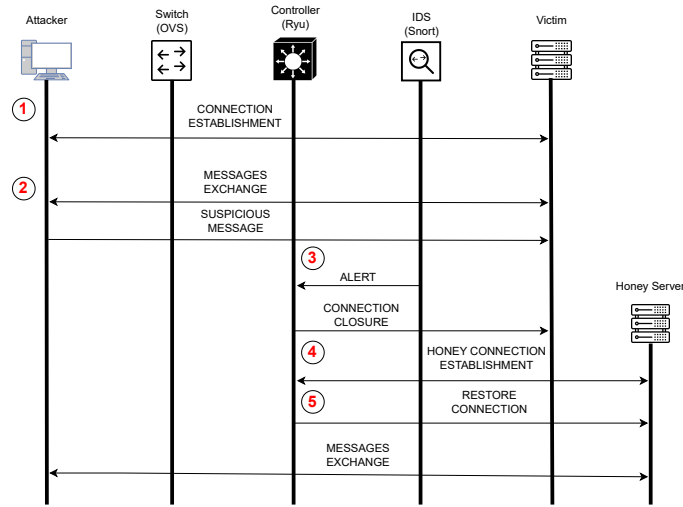 Attacker
Switch
(OVS)
Controller
(Ryu)
IDS
(Snort)
Victim
1
CONNECTION
ESTABLISHMENT
2
MESSAGES
EXCHANGE
SUSPICIOUS
MESSAGE
3
ALERT
Honey Server
CONNECTION
CLOSURE
4
HONEY CONNECTION
ESTABLISHMENT
5
RESTORE
CONNECTION
MESSAGES
EXCHANGE